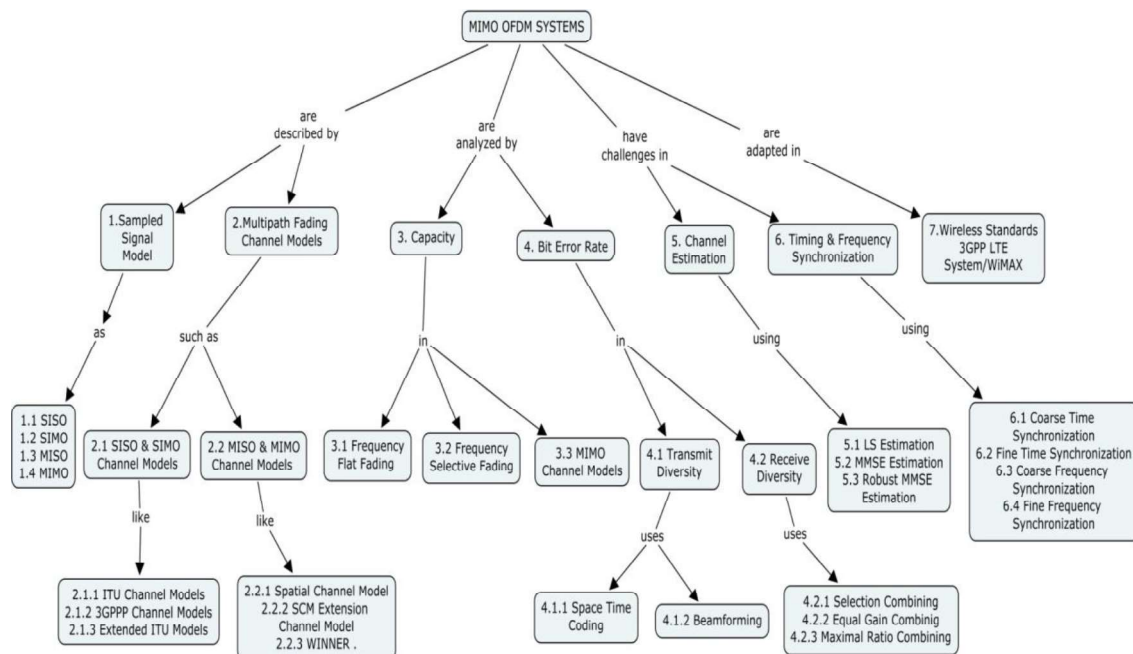 MIMO OFDM SYSTEMS
are
described by
are
analyzed by
have
challenges in
are
adapted in
1.Sampled
Signal
Model
2.Multipath Fading
Channel Models
3. Capacity
4. Bit Error Rate
5. Channel
Estimation
6. Timing & Frequency
Synchronization
7.Wireless Standards
3GPP LTE
System/WiMAX
as
such as
in
in
using
using
1.1 SISO
1.2 SIMO
1.3 MISO
1.4 MIMO
2.1 SISO & SIMO
Channel Models
2.2 MISO & MIMO
Channel Models
3.1 Frequency
Flat Fading
3.2 Frequency
Selective Fading
3.3 MIMO
Channel Models
4.1 Transmit
Diversity
4.2 Receive
Diversity
5.1 LS Estimation
5.2 MMSE Estimation
5.3 Robust MMSE
Estimation
6.1 Coarse Time
Synchronization
6.2 Fine Time Synchronization
6.3 Coarse Frequency
Synchronization
6.4 Fine Frequency
Synchronization
like
like
uses
uses
2.1.1 ITU Channel Models
2.1.2 3GPPP Channel Models
2.1.3 Extended ITU Models
2.2.1 Spatial Channel Model
2.2.2 SCM Extension
Channel Model
2.2.3 WINNER .
4.1.1 Space Time
Coding
4.1.2 Beamforming
4.2.1 Selection Combining
4.2.2 Equal Gain Combinig
4.2.3 Maximal Ratio Combining